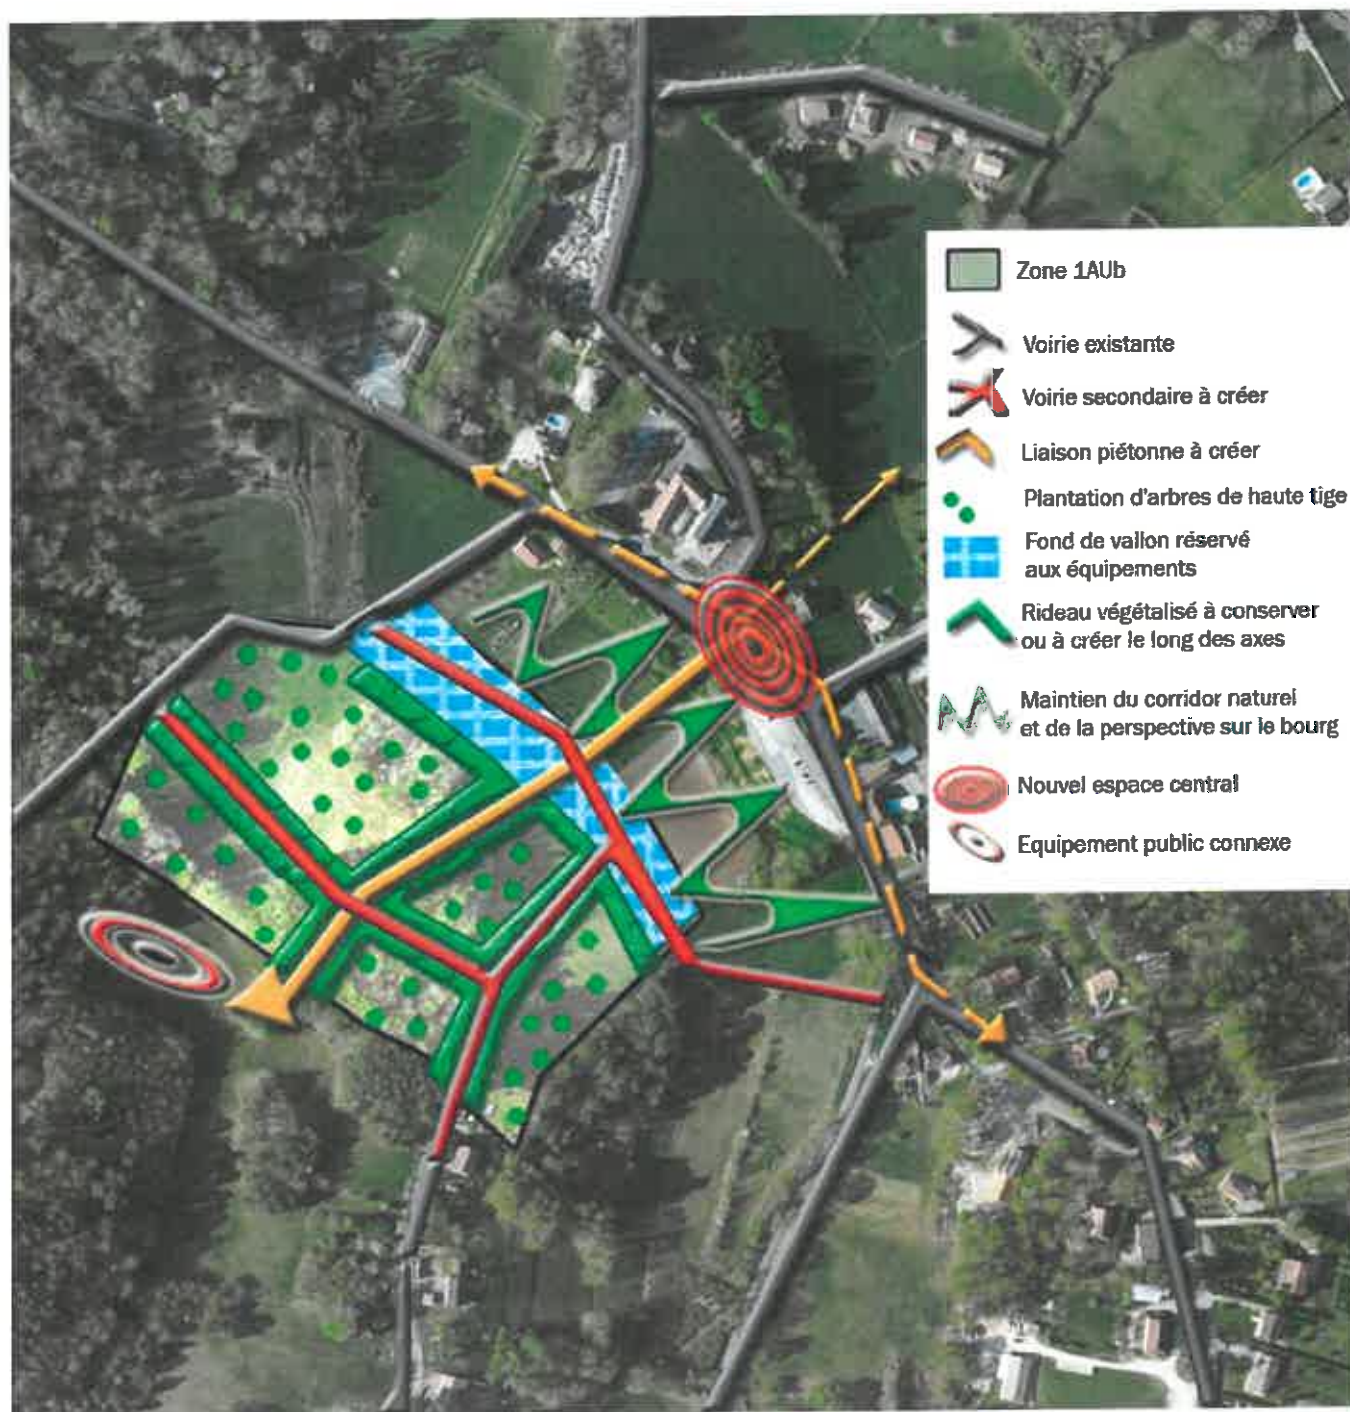 Zone 1AUb
Voirie existante
Voirie secondaire à créer
Liaison piétonne à créer
Plantation d'arbres de haute tige
Fond de vallon réservé
aux équipements
Rideau végétalisé à conserver
ou à créer le long des axes
Maintien du corridor naturel
et de la perspective sur le bourg
Nouvel espace central
Equipement public connexe